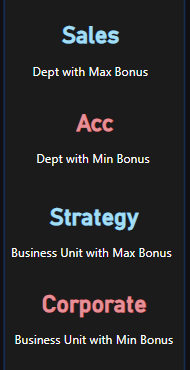 Sales
Dept with Max Bonus
Acc
Dept with Min Bonus
Strategy
Business Unit with Max Bonus
Corporate
Business Unit with Min Bonus